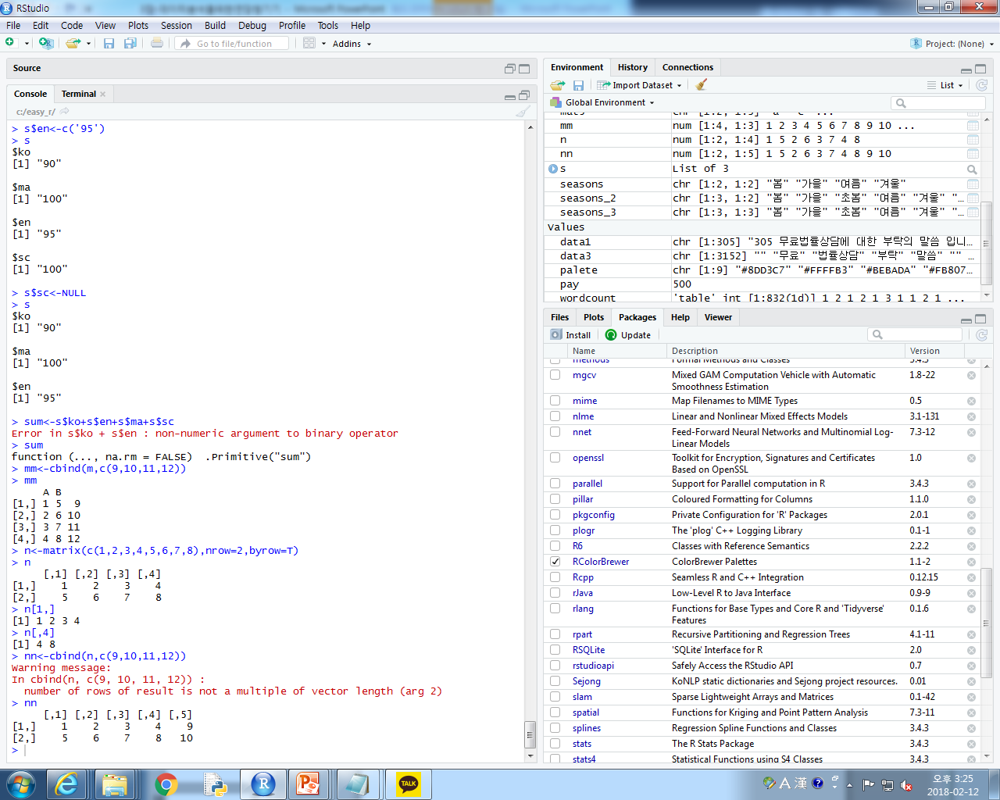 RStudio
File Edit Code View Plots Session Build Debug Profile Tools Help
Go to file/function Addins Project: (None)
Source
Console Terminal
c:/easy_r/
> s$en<-c('95')
> s
$ko
[1] "90"
$ma
[1] "100"
$en
[1] "95"
$sc
[1] "100"
> s$sc<-NULL
> s
$ko
[1] "90"
$ma
[1] "100"
$en
[1] "95"
> sum<-s$ko+s$en+s$ma+s$sc
Error in s$ko + s$en : non-numeric argument to binary operator
> sum
function (..., na.rm = FALSE)  .Primitive("sum")
> mm<-cbind(m,c(9,10,11,12))
> mm
     A B
[1,] 1 5  9
[2,] 2 6 10
[3,] 3 7 11
[4,] 4 8 12
> n<-matrix(c(1,2,3,4,5,6,7,8),nrow=2,byrow=T)
> n
     [,1] [,2] [,3] [,4]
[1,]    1    2    3    4
[2,]    5    6    7    8
> n[1,]
[1] 1 2 3 4
> n[,4]
[1] 4 8
> nn<-cbind(n,c(9,10,11,12))
Warning message:
In cbind(n, c(9, 10, 11, 12)) :
  number of rows of result is not a multiple of vector length (arg 2)
> nn
     [,1] [,2] [,3] [,4] [,5]
[1,]    1    2    3    4    9
[2,]    5    6    7    8   10
>
Environment History Connections
Import Dataset List
Global Environment
mm num [1:4, 1:3] 1 2 3 4 5 6 7 8 9 10 ...
n num [1:2, 1:4] 1 5 2 6 3 7 4 8
nn num [1:2, 1:5] 1 5 2 6 3 7 4 8 9 10
s List of 3
seasons chr [1:2, 1:2] "봄" "가을" "여름" "겨울"
seasons_2 chr [1:3, 1:2] "봄" "가을" "초봄" "여름" "겨울" "...
seasons_3 chr [1:3, 1:3] "봄" "가을" "초봄" "여름" "겨울" "...
Values
data1 chr [1:305] "305 무료법률상담에 대한 부탁의 말씀 입니...
data3 chr [1:3152] "" "무료" "법률상담" "부탁" "말씀" "" ...
palete chr [1:9] "#8DD3C7" "#FFFFB3" "#BEBADA" "#FB807...
pay 500
wordcount 'table' int [1:832(1d)] 1 2 1 2 1 3 1 1 2 1 ...
Files Plots Packages Help Viewer
Install Update
Name Description Version
methods Formal Methods and Classes 3.4.3
mgcv Mixed GAM Computation Vehicle with Automatic 1.8-22
Smoothness Estimation
mime Map Filenames to MIME Types 0.5
nlme Linear and Nonlinear Mixed Effects Models 3.1-131
nnet Feed-Forward Neural Networks and Multinomial Log- 7.3-12
Linear Models
openssl Toolkit for Encryption, Signatures and Certificates 1.0
Based on OpenSSL
parallel Support for Parallel computation in R 3.4.3
pillar Coloured Formatting for Columns 1.1.0
pkgconfig Private Configuration for 'R' Packages 2.0.1
plogr The 'plog' C++ Logging Library 0.1-1
R6 Classes with Reference Semantics 2.2.2
RColorBrewer ColorBrewer Palettes 1.1-2
Rcpp Seamless R and C++ Integration 0.12.15
rJava Low-Level R to Java Interface 0.9-9
rlang Functions for Base Types and Core R and 'Tidyverse' 0.1.6
Features
rpart Recursive Partitioning and Regression Trees 4.1-11
RSQLite 'SQLite' Interface for R 2.0
rstudioapi Safely Access the RStudio API 0.7
Sejong KoNLP static dictionaries and Sejong project resources. 0.01
slam Sparse Lightweight Arrays and Matrices 0.1-42
spatial Functions for Kriging and Point Pattern Analysis 7.3-11
splines Regression Spline Functions and Classes 3.4.3
stats The R Stats Package 3.4.3
stats4 Statistical Functions using S4 Classes 3.4.3
TALK
A 漢
오후 3:25
2018-02-12